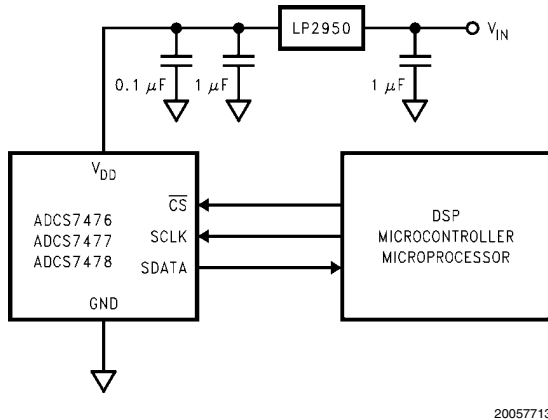 LP2950
V_IN
0.1 μF
1 μF
1 μF
V_DD
ADCS7476
ADCS7477
ADCS7478
C̅S̅
SCLK
SDATA
GND
DSP
MICROCONTROLLER
MICROPROCESSOR
20057713